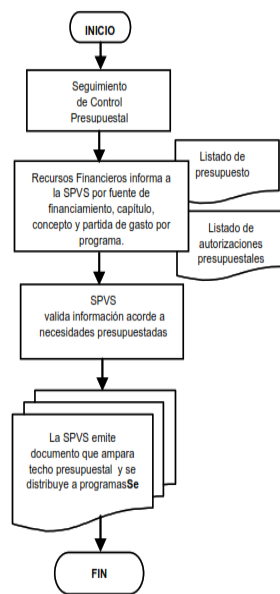 INICIO
Seguimiento
de Control
Presupuestal
Recursos Financieros informa a
la SPVS por fuente de
financiamiento, capítulo,
concepto y partida de gasto por
programa.
Listado de
presupuesto
Listado de
autorizaciones
presupuestales
SPVS
valida información acorde a
necesidades presupuestadas
La SPVS emite
documento que ampara
techo presupuestal y se
distribuye a programasSe
FIN